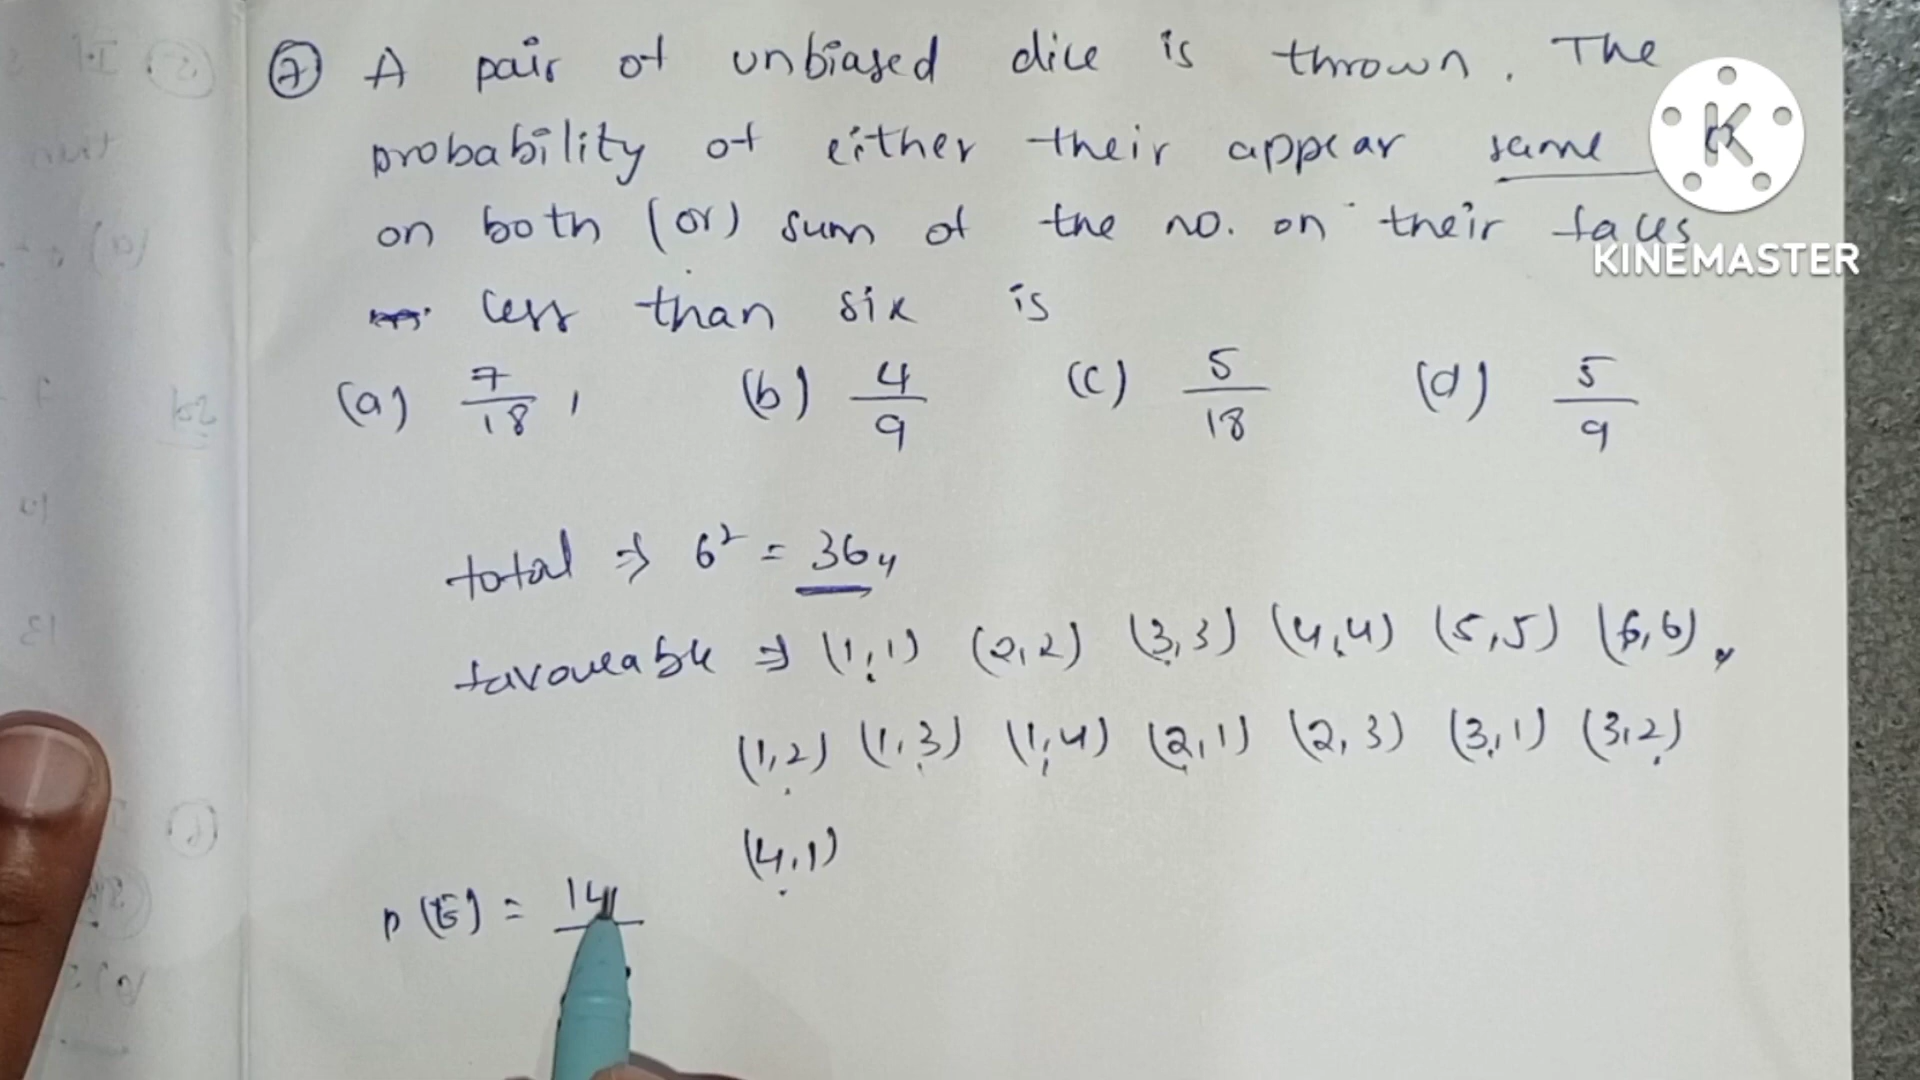 (7) A pair of unbiased dice is thrown. The
probability of either their appear same
on both (or) sum of the no. on their faces
less than six is
(a) 7/18, (b) 4/9 (c) 5/18 (d) 5/9
total ⇒ 6² = 36
favoueable ⇒ (1,1) (2,2) (3,3) (4,4) (5,5) (6,6),
(1,2) (1,3) (1,4) (2,1) (2,3) (3,1) (3,2)
(4,1)
P(E) = 14
KINEMASTER